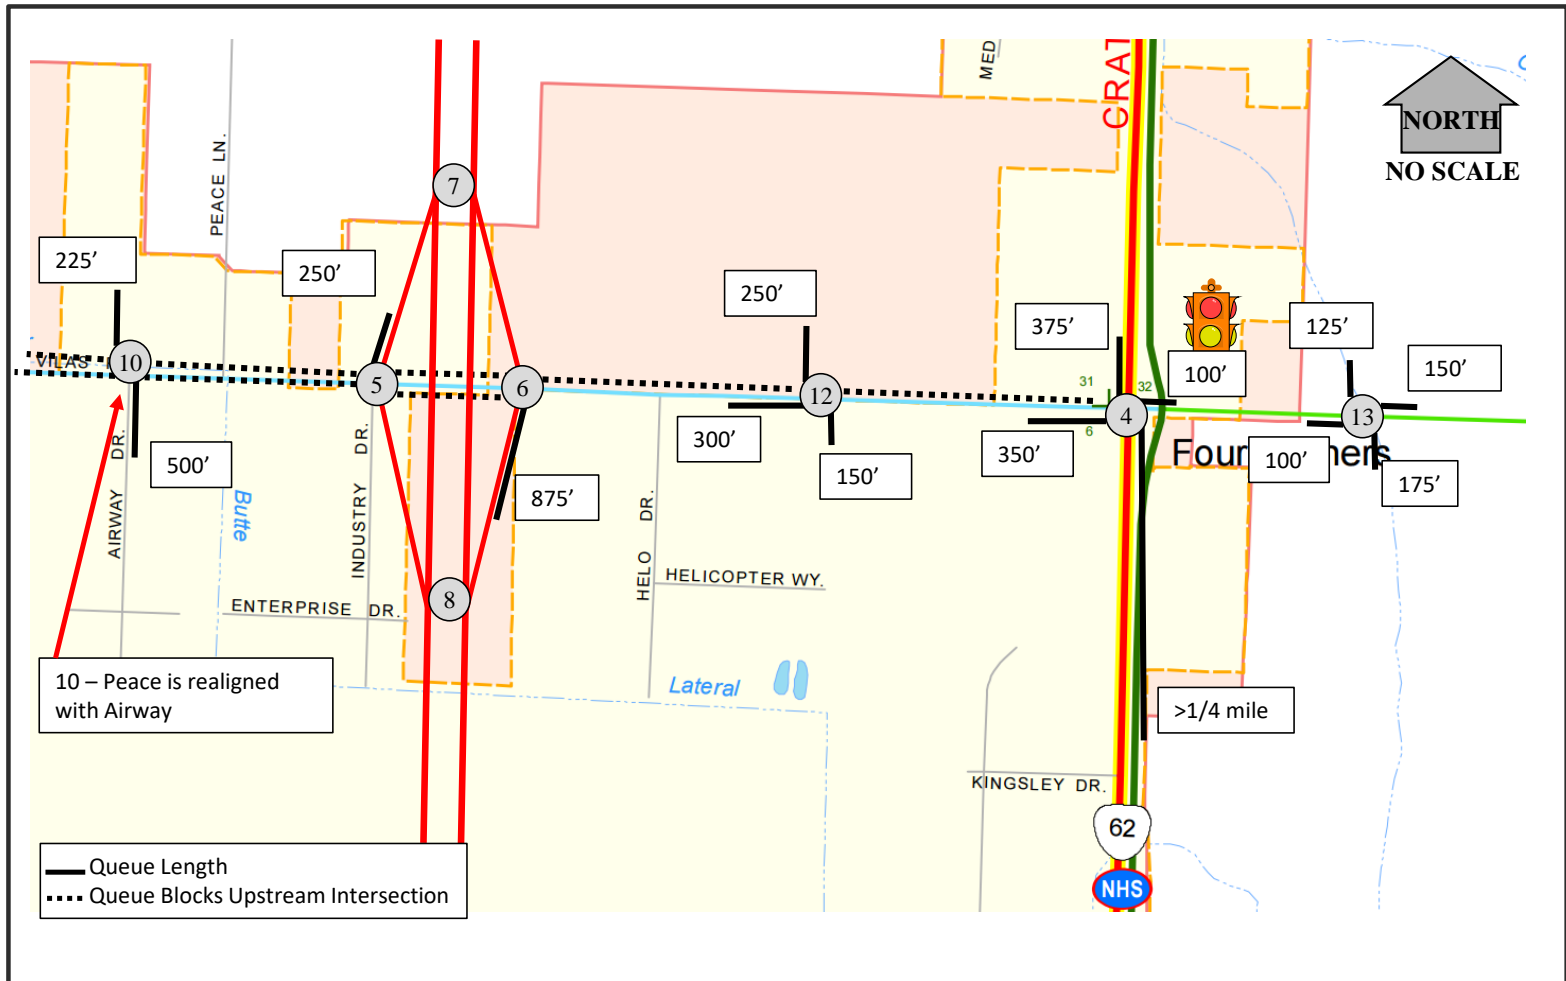 CRAT
MED
NORTH
NO SCALE
PEACE LN.
7
225'
250'
250'
375'
125'
150'
100'
VILAS
10
5
6
12
31
32
4
6
13
Four
ners
300'
350'
100'
150'
175'
500'
875'
AIRWAY DR.
Butte
INDUSTRY DR.
HELO DR.
HELICOPTER WY.
8
ENTERPRISE DR.
10 – Peace is realigned
with Airway
Lateral
>1/4 mile
KINGSLEY DR.
62
NHS
Queue Length
Queue Blocks Upstream Intersection